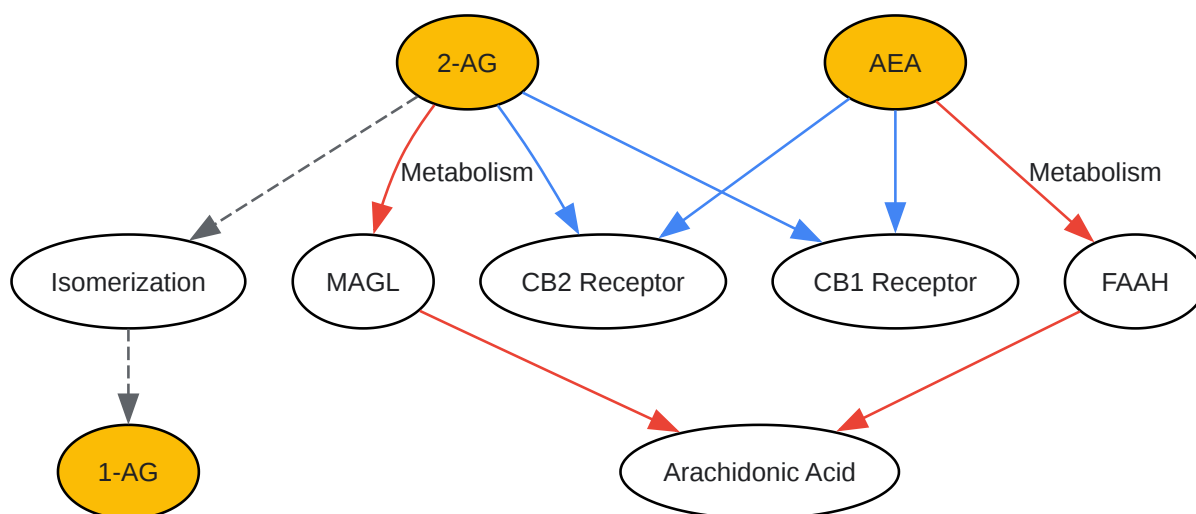 2-AG
AEA
Metabolism
Metabolism
Isomerization
MAGL
CB2 Receptor
CB1 Receptor
FAAH
1-AG
Arachidonic Acid